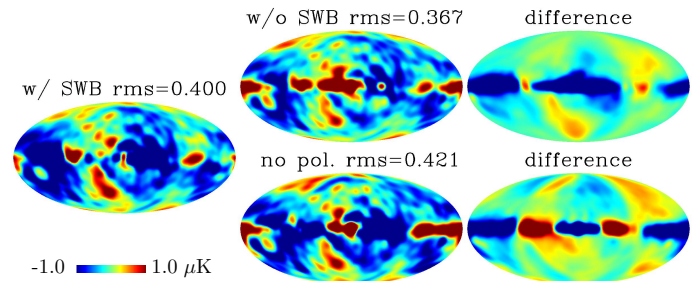 w/o SWB rms=0.367
difference
w/ SWB rms=0.400
no pol. rms=0.421
difference
-1.0
1.0 μK